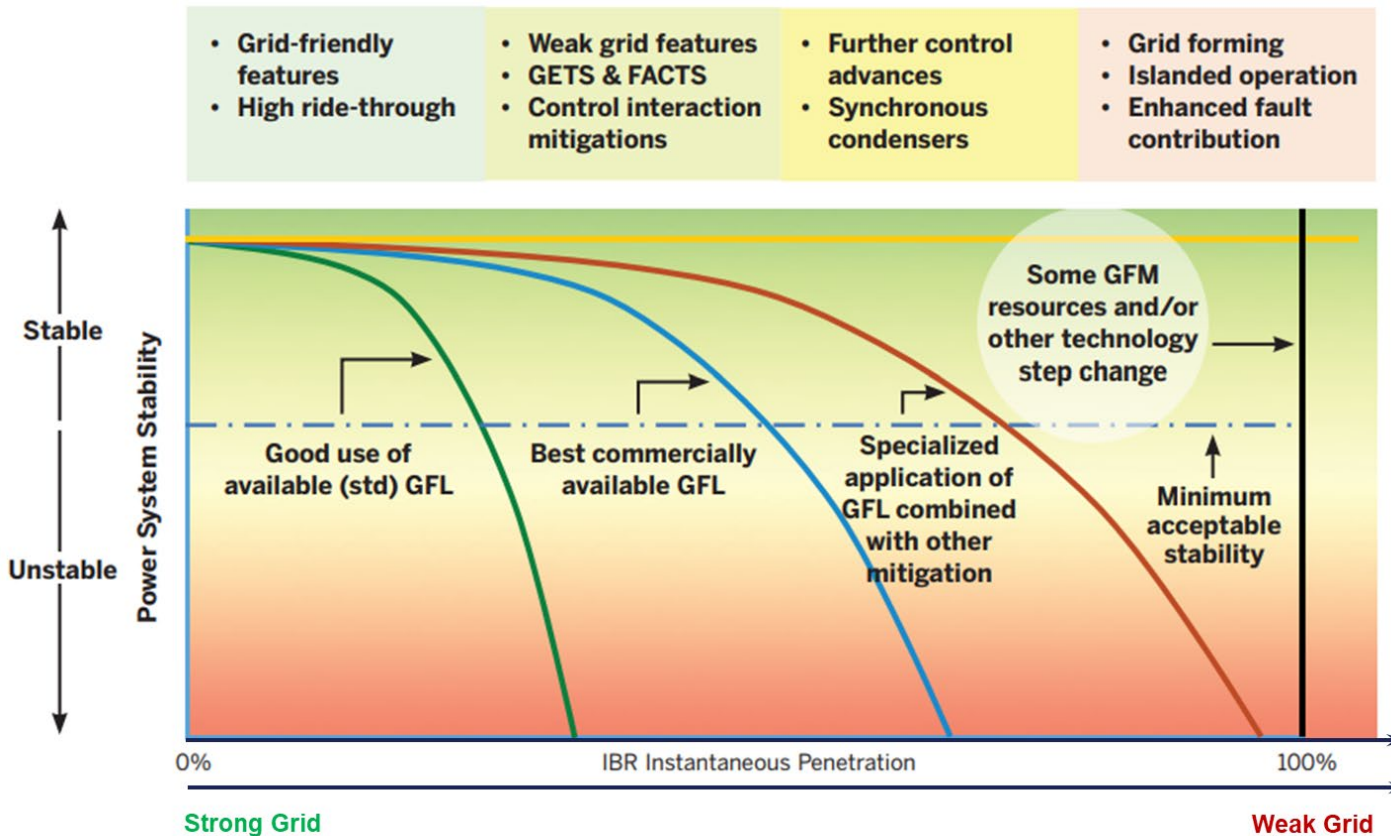 • Grid-friendly
features
• High ride-through
• Weak grid features
• GETS & FACTS
• Control interaction
mitigations
• Further control
advances
• Synchronous
condensers
• Grid forming
• Islanded operation
• Enhanced fault
contribution
Stable
Unstable
Power System Stability
Some GFM
resources and/or
other technology
step change
Good use of
available (std) GFL
Best commercially
available GFL
Specialized
application of
GFL combined
with other
mitigation
Minimum
acceptable
stability
0%
IBR Instantaneous Penetration
100%
Strong Grid
Weak Grid